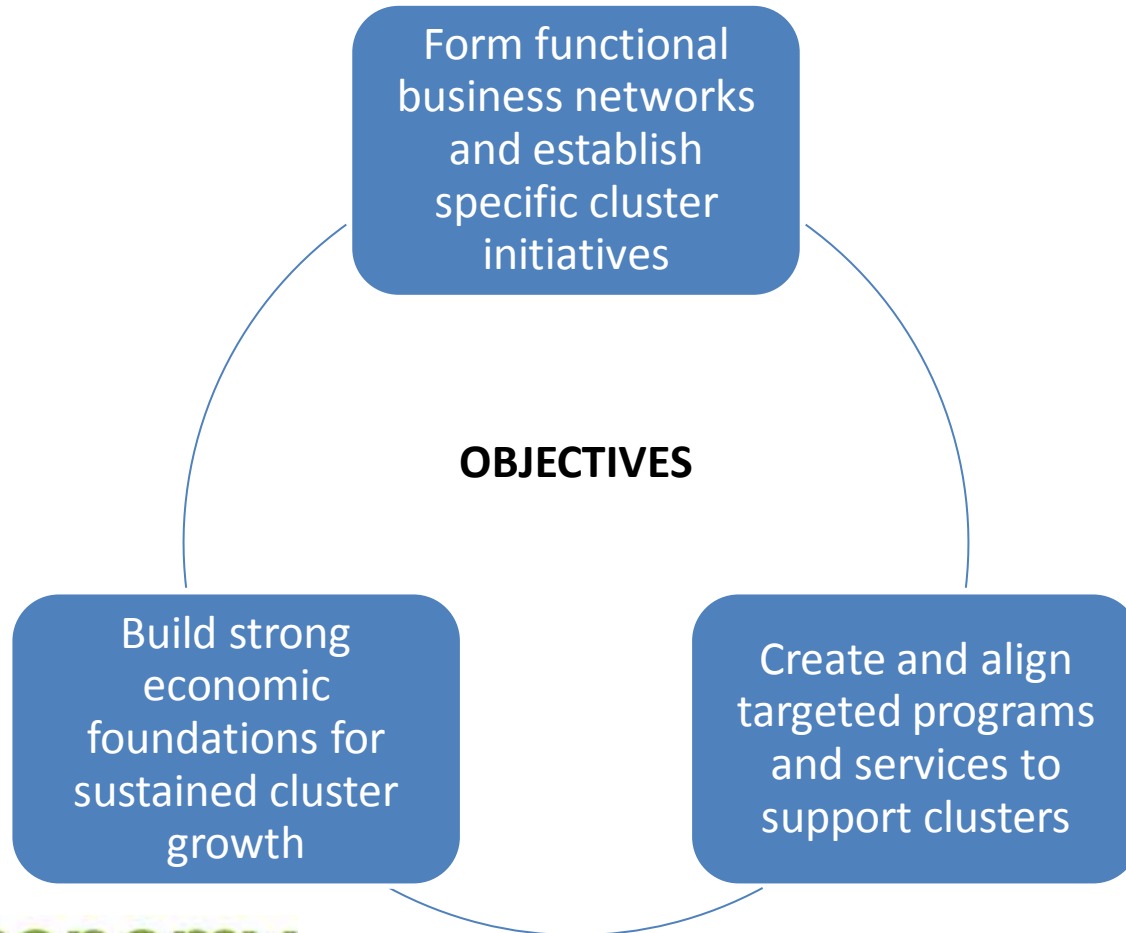 Form functional
business networks
and establish
specific cluster
initiatives
OBJECTIVES
Build strong
economic
foundations for
sustained cluster
growth
Create and align
targeted programs
and services to
support clusters